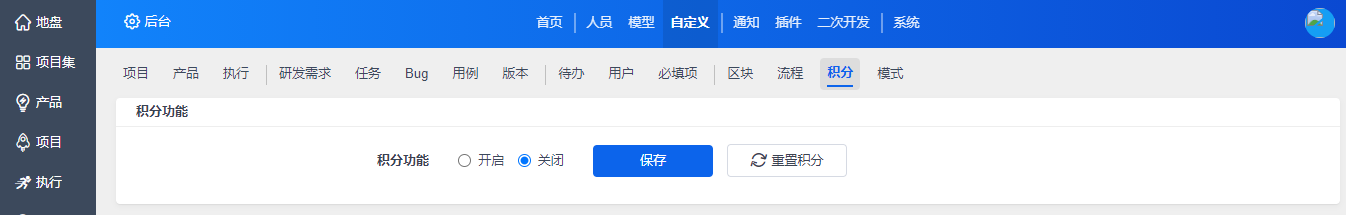 地盘
项目集
产品
项目
执行
后台
首页 人员 模型 自定义 通知 插件 二次开发 系统
项目 产品 执行 研发需求 任务 Bug 用例 版本 待办 用户 必填项 区块 流程 积分 模式
积分功能
积分功能 开启 关闭 保存 重置积分